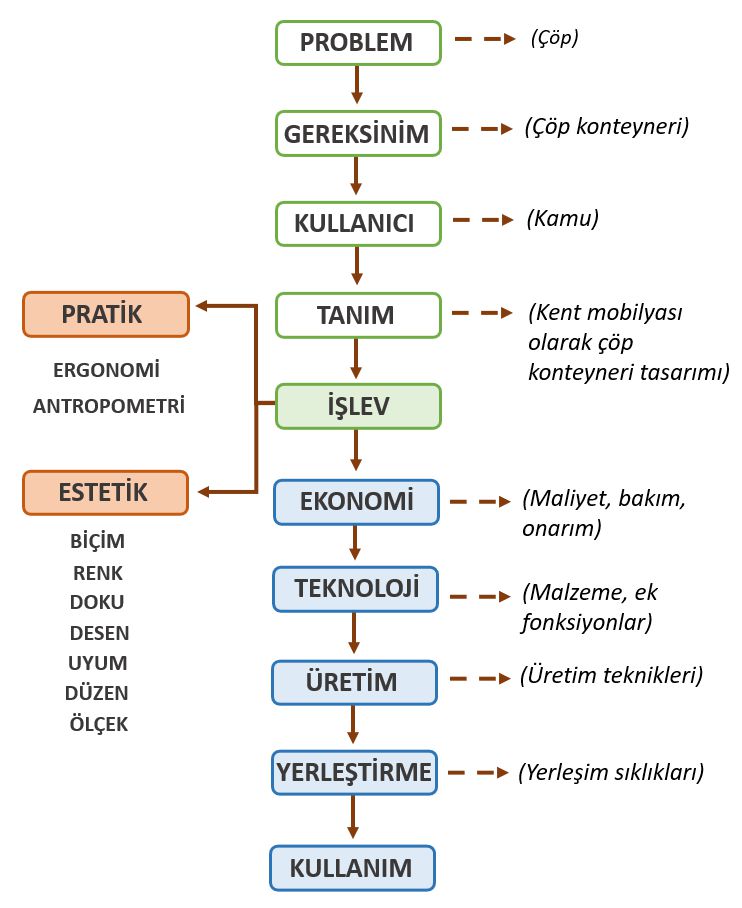 PROBLEM
(Çöp)
GEREKSİNİM
(Çöp konteyneri)
KULLANICI
(Kamu)
TANIM
(Kent mobilyası
olarak çöp
konteyneri tasarımı)
İŞLEV
PRATİK
ERGONOMİ
ANTROPOMETRİ
ESTETİK
BİÇİM
RENK
DOKU
DESEN
UYUM
DÜZEN
ÖLÇEK
EKONOMİ
(Maliyet, bakım,
onarım)
TEKNOLOJİ
(Malzeme, ek
fonksiyonlar)
ÜRETİM
(Üretim teknikleri)
YERLEŞTİRME
(Yerleşim sıklıkları)
KULLANIM